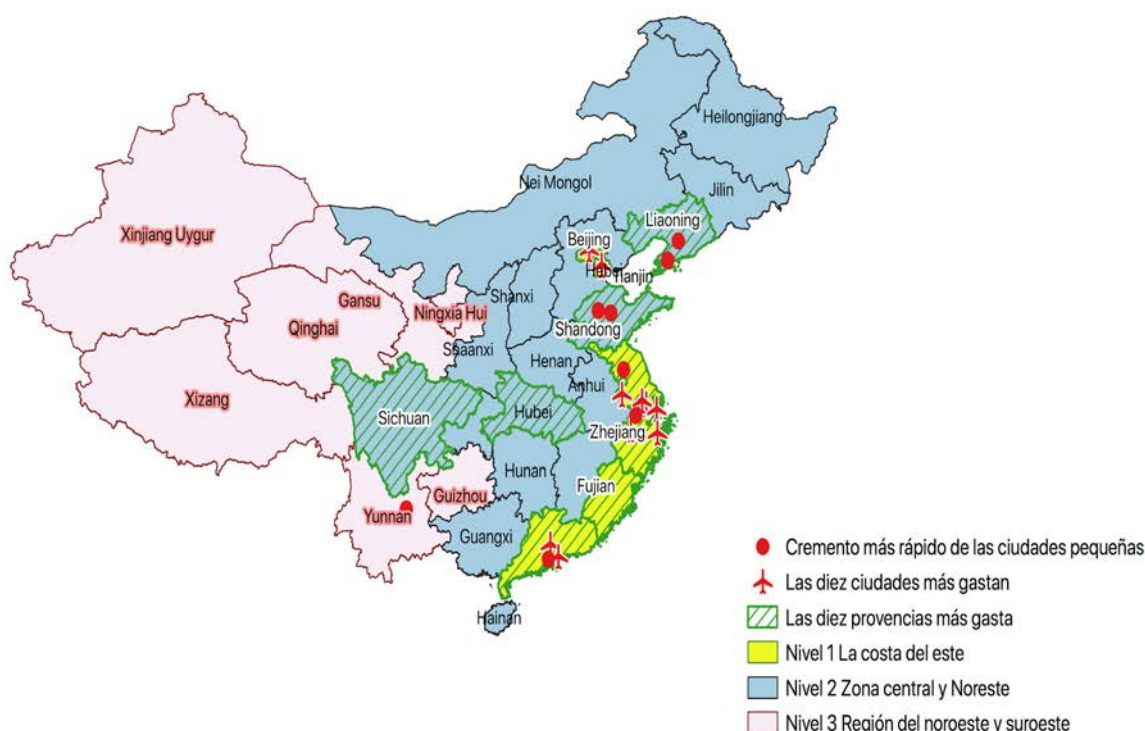 Heilongjiang
Nei Mongol
Jilin
Liaoning
Xinjiang Uygur
Beijing
Hubei
Tianjin
Gansu
Ningxia Hui
Shanxi
Qinghai
Shandong
Shaanxi
Henan
Anhui
Xizang
Sichuan
Hubei
Zhejiang
Hunan
Fujian
Guizhou
Yunnan
Guangxi
Hainan
Cremento más rápido de las ciudades pequeñas
Las diez ciudades más gastan
Las diez provencias más gasta
Nivel 1 La costa del este
Nivel 2 Zona central y Noreste
Nivel 3 Región del noroeste y suroeste